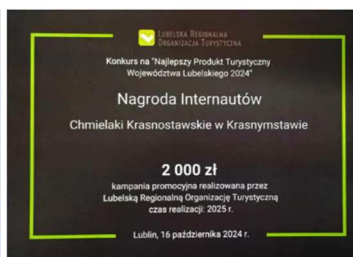 LUBELSKA REGIONALNA
ORGANIZACJA TURYSTYCZNA
Konkurs na "Najlepszy Produkt Turystyczny
Województwa Lubelskiego 2024"
Nagroda Internautów
Chmielaki Krasnostawskie w Krasnymstawie
2 000 zł
kampania promocyjna realizowana przez
Lubelską Regionalną Organizację Turystyczną
czas realizacji: 2025 r.
Lublin, 16 października 2024 r.